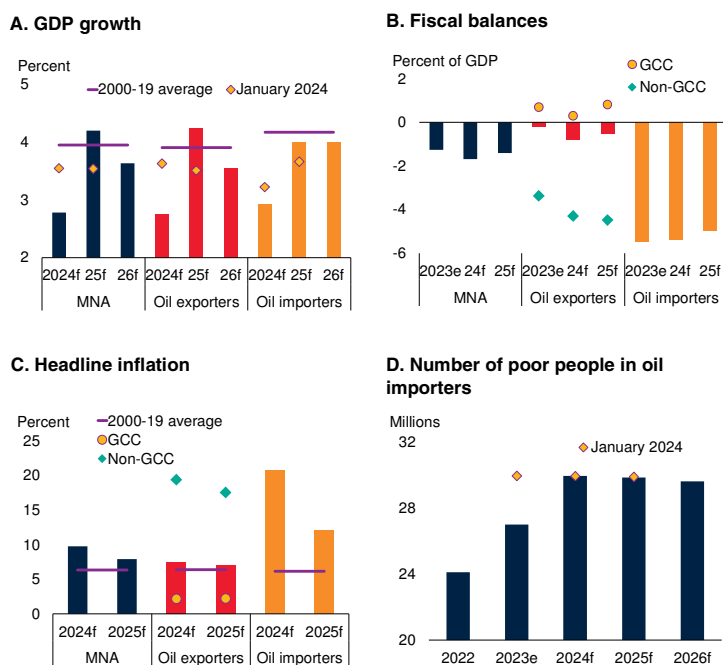 A. GDP growth
Percent
2000-19 average
January 2024
5
4
3
2
2024f 25f 26f 2024f 25f 26f 2024f 25f 26f
MNA Oil exporters Oil importers
B. Fiscal balances
Percent of GDP
GCC
Non-GCC
2
0
-2
-4
-6
2023e 24f 25f 2023e 24f 25f 2023e 24f 25f
MNA Oil exporters Oil importers
C. Headline inflation
Percent
2000-19 average
GCC
Non-GCC
25
20
15
10
5
0
2024f 2025f 2024f 2025f 2024f 2025f
MNA Oil exporters Oil importers
D. Number of poor people in oil
importers
Millions
January 2024
32
28
24
20
2022 2023e 2024f 2025f 2026f